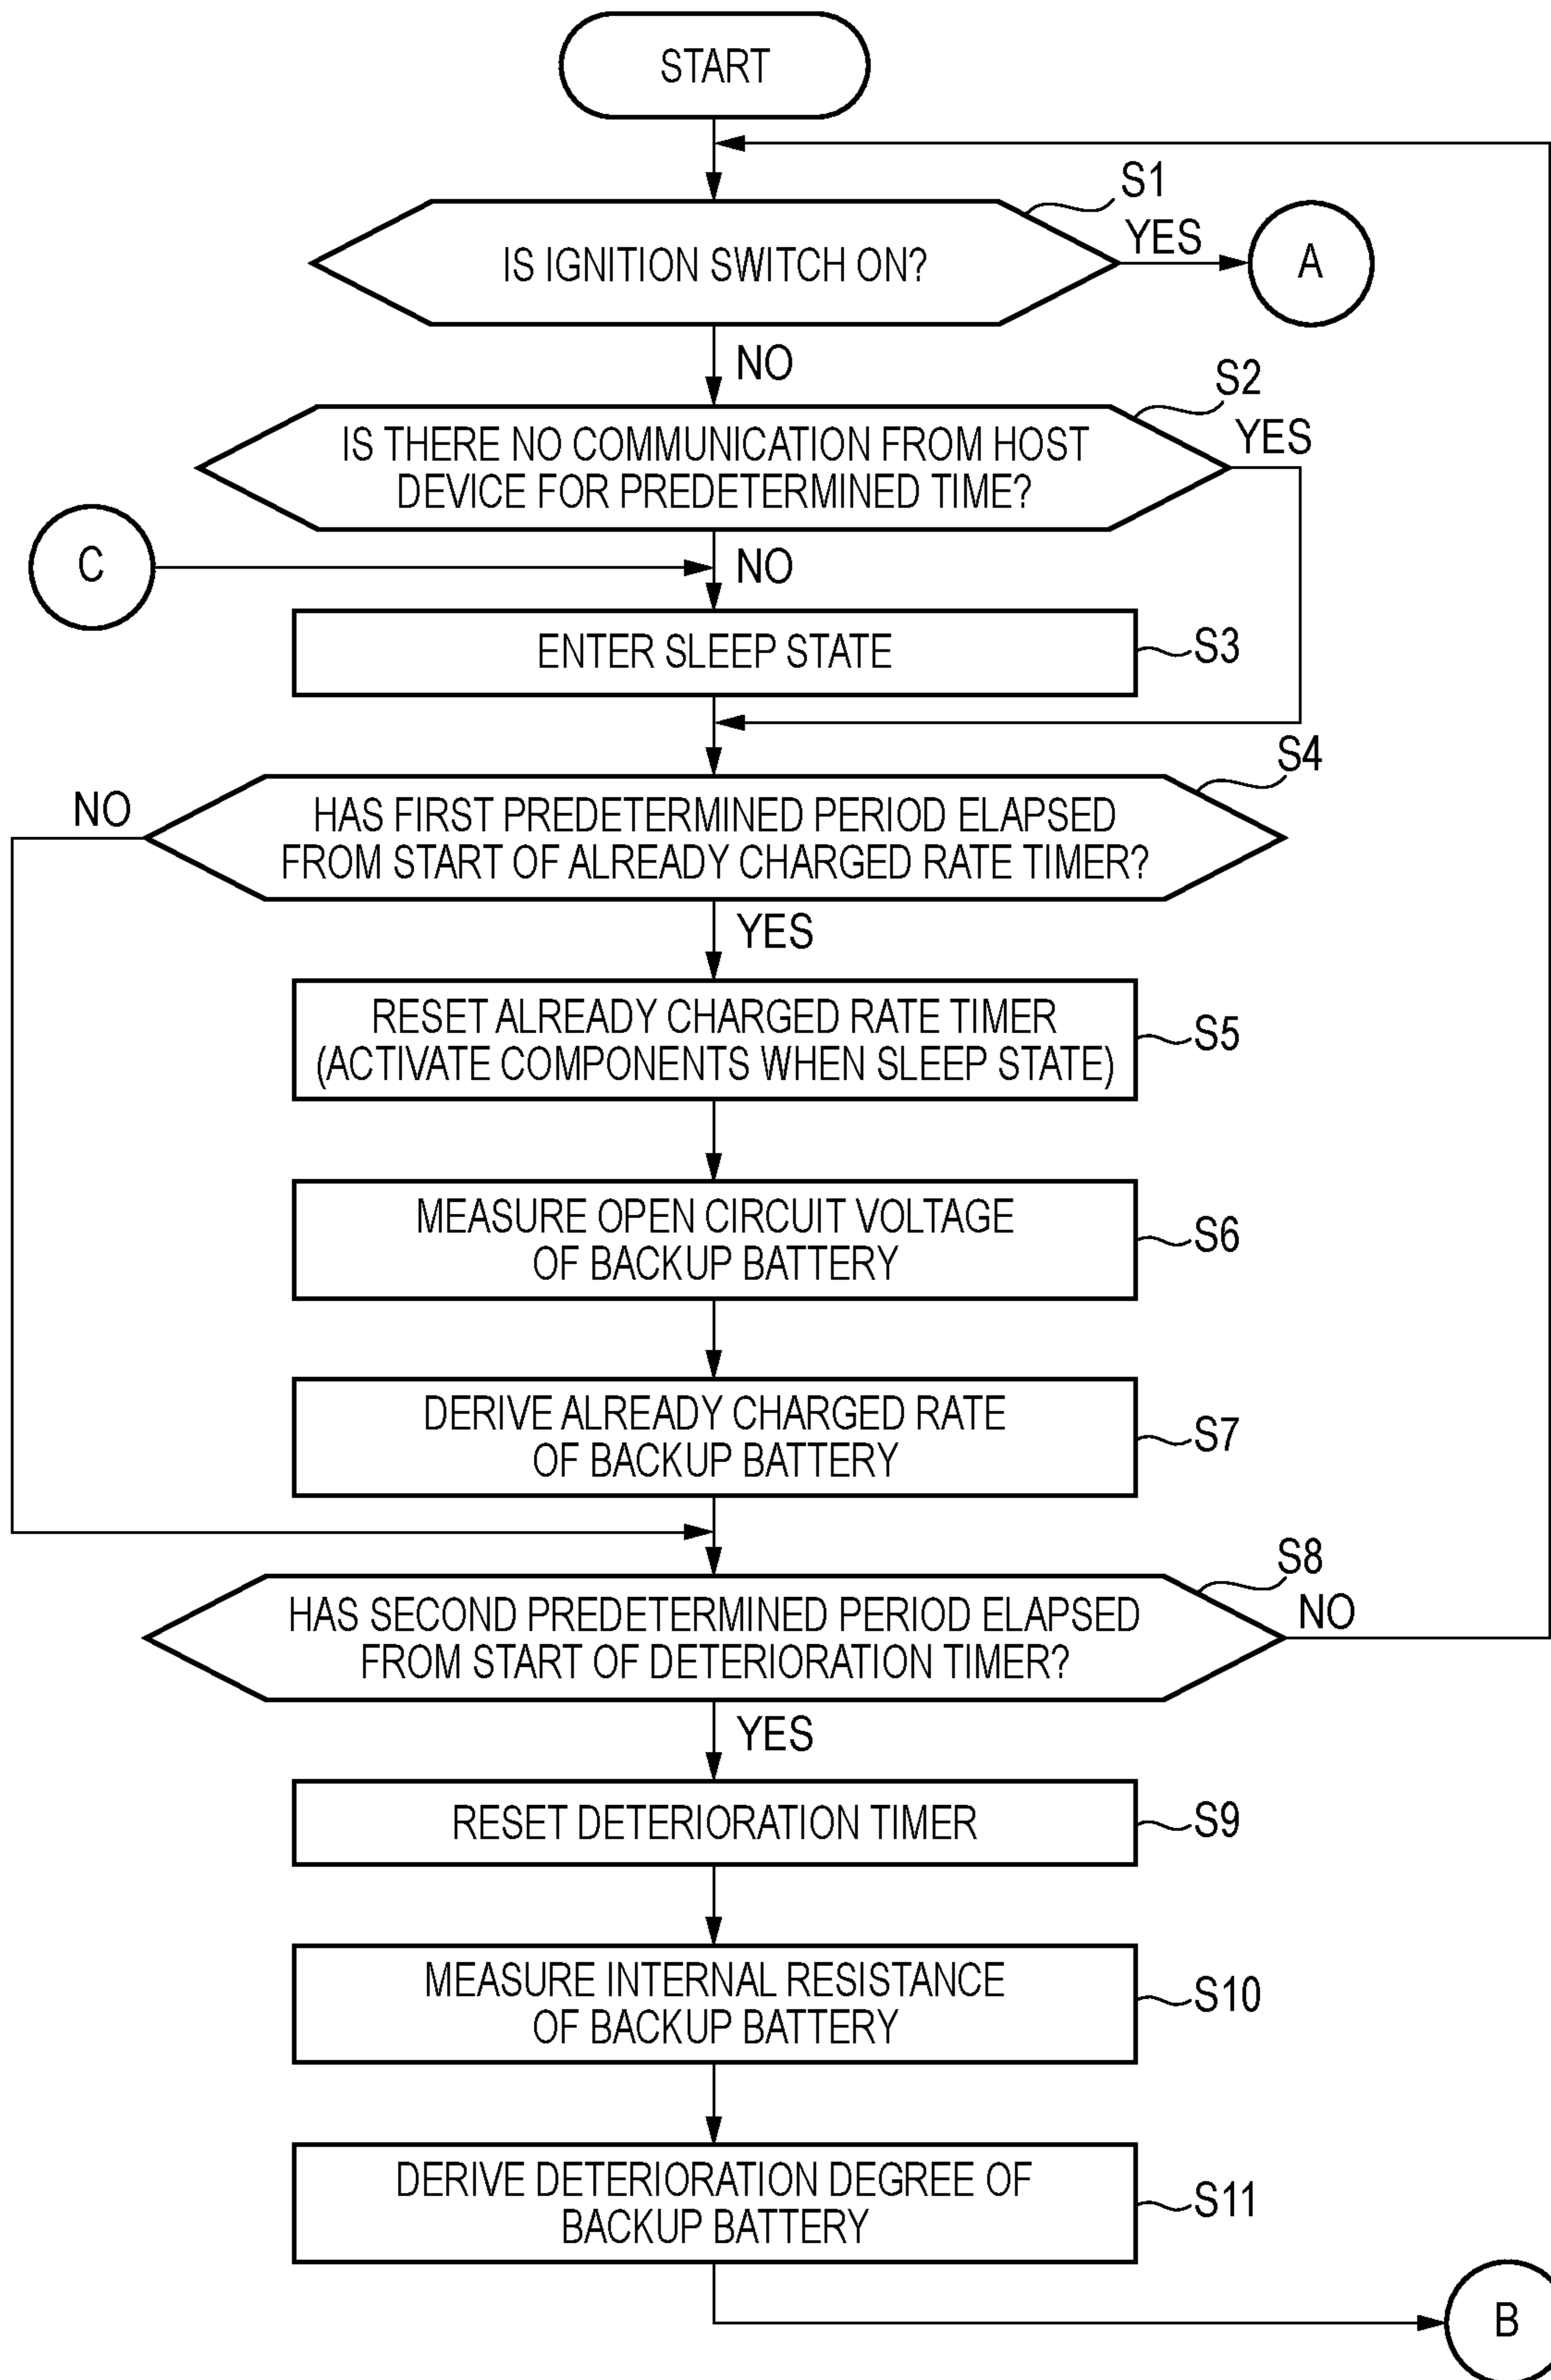 START
S1
IS IGNITION SWITCH ON?
YES
A
NO
S2
IS THERE NO COMMUNICATION FROM HOST
DEVICE FOR PREDETERMINED TIME?
YES
C
NO
ENTER SLEEP STATE
S3
S4
NO
HAS FIRST PREDETERMINED PERIOD ELAPSED
FROM START OF ALREADY CHARGED RATE TIMER?
YES
RESET ALREADY CHARGED RATE TIMER
(ACTIVATE COMPONENTS WHEN SLEEP STATE)
S5
MEASURE OPEN CIRCUIT VOLTAGE
OF BACKUP BATTERY
S6
DERIVE ALREADY CHARGED RATE
OF BACKUP BATTERY
S7
S8
HAS SECOND PREDETERMINED PERIOD ELAPSED
FROM START OF DETERIORATION TIMER?
NO
YES
RESET DETERIORATION TIMER
S9
MEASURE INTERNAL RESISTANCE
OF BACKUP BATTERY
S10
DERIVE DETERIORATION DEGREE OF
BACKUP BATTERY
S11
B